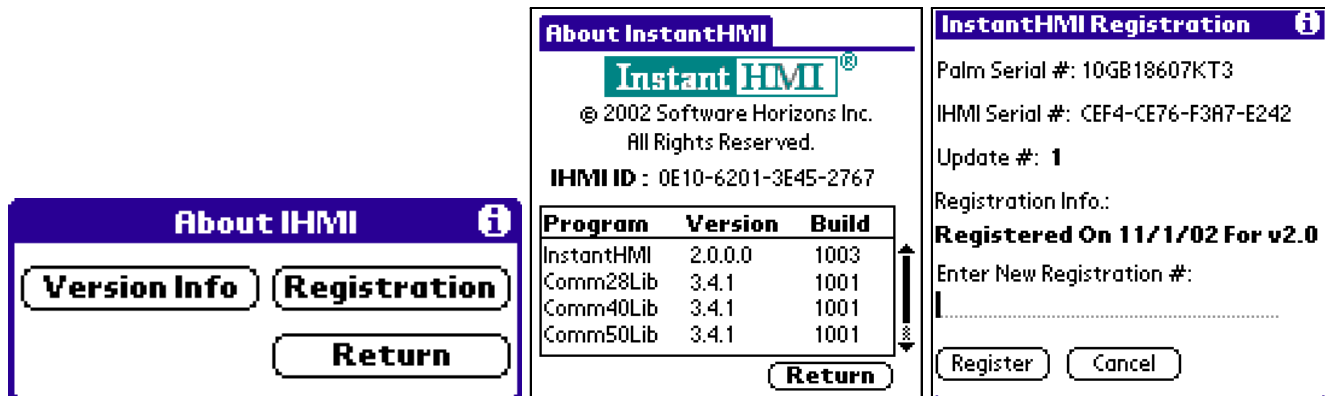 About IHMI
Version Info
Registration
Return
About InstantHMI
Instant HMI®
© 2002 Software Horizons Inc.
All Rights Reserved.
IHMI ID : 0E10-6201-3E45-2767
Program Version Build
InstantHMI 2.0.0.0 1003
Comm28Lib 3.4.1 1001
Comm40Lib 3.4.1 1001
Comm50Lib 3.4.1 1001
Return
InstantHMI Registration
Palm Serial #: 10GB18607KT3
IHMI Serial #: CEF4-CE76-F3A7-E242
Update #: 1
Registration Info.:
Registered On 11/1/02 For v2.0
Enter New Registration #:
Register Cancel